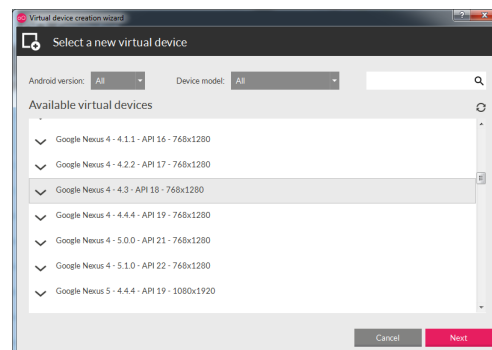 Virtual device creation wizard
Select a new virtual device
Android version: All Device model: All
Available virtual devices
Google Nexus 4 - 4.1.1 - API 16 - 768x1280
Google Nexus 4 - 4.2.2 - API 17 - 768x1280
Google Nexus 4 - 4.3 - API 18 - 768x1280
Google Nexus 4 - 4.4.4 - API 19 - 768x1280
Google Nexus 4 - 5.0.0 - API 21 - 768x1280
Google Nexus 4 - 5.1.0 - API 22 - 768x1280
Google Nexus 5 - 4.4.4 - API 19 - 1080x1920
Cancel Next